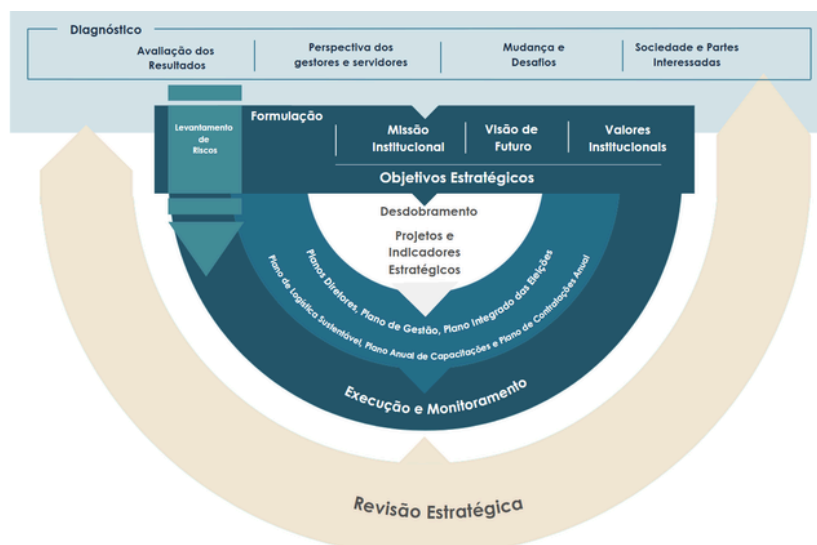 Diagnóstico
Avaliação dos
Resultados
Perspectiva dos
gestores e servidores
Mudança e
Desafios
Sociedade e Partes
Interessadas
Levantamento
de
Riscos
Formulação
Missão
Institucional
Visão de
Futuro
Valores
Institucionais
Objetivos Estratégicos
Desdobramento
Projetos e
Indicadores
Estratégicos
Planos Diretores, Plano de Gestão, Plano Integrado das Eleições
Plano de Logística Sustentável, Plano Anual de Capacitações e Plano de Contratações Anual
Execução e Monitoramento
Revisão Estratégica